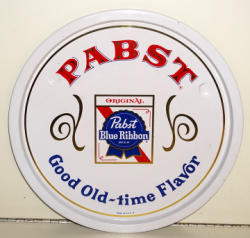 PABST
ORIGINAL
Pabst
Blue Ribbon
BEER
Good Old-time Flavor